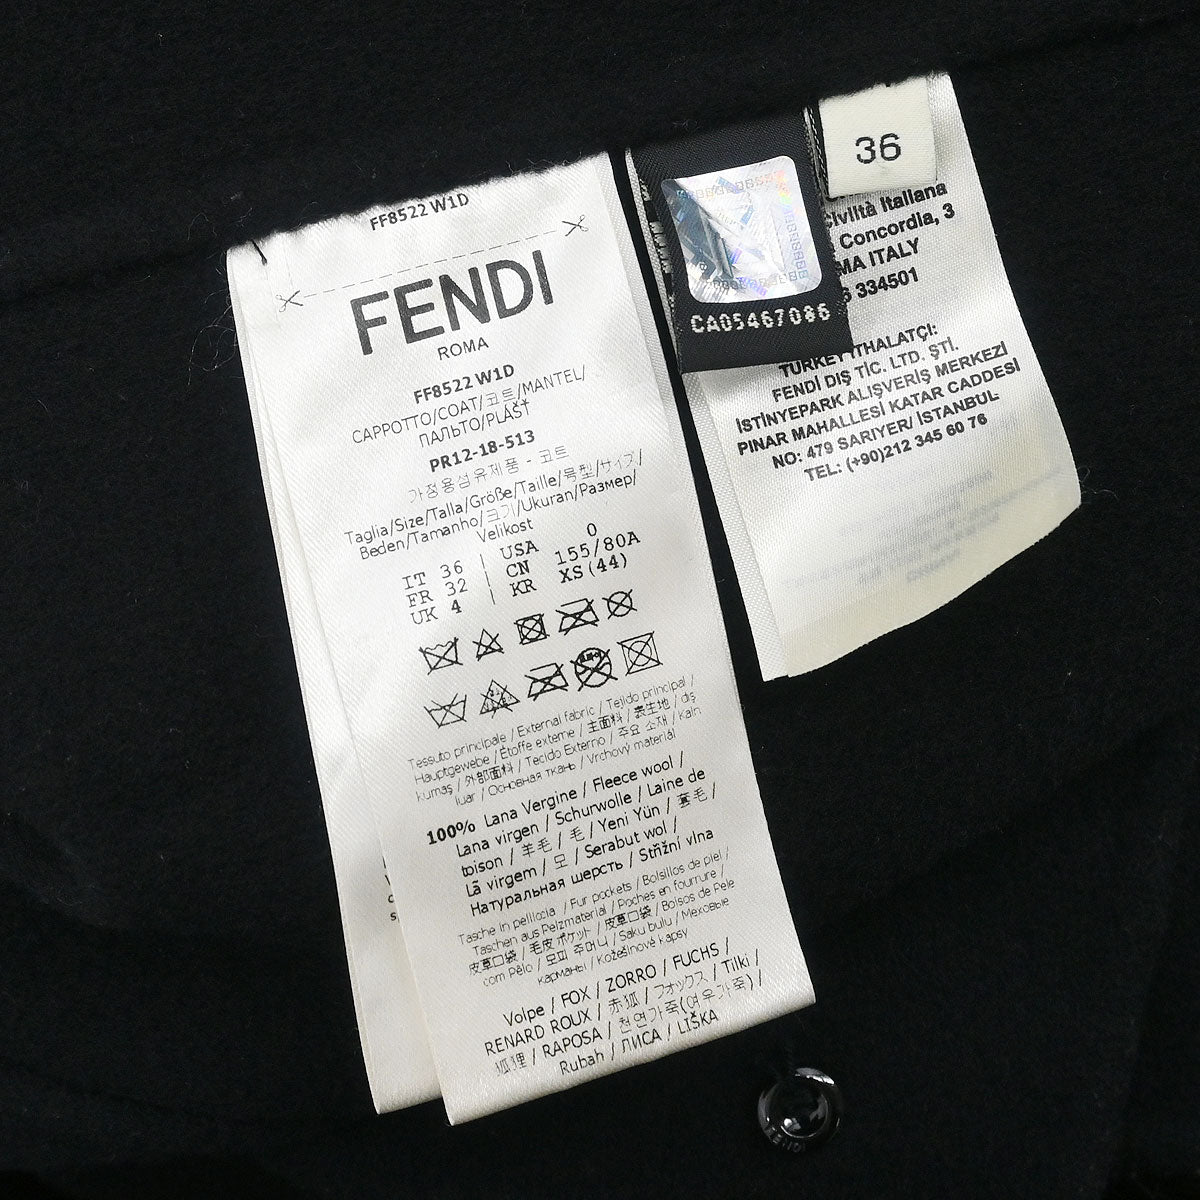 FF8522 W1D
FENDI
ROMA
FF8522 W1D
CAPPOTTO/COAT/코트/MANTEL/
ПАЛЬТО/PLÁŠŤ
PR12-18-513
가정용섬유제품 - 코트
Taglia/Size/Talla/Größe/Taille/号型/サイズ/
Beden/Tamanho/크기/Ukuran/Размер/
Velikost
IT 36 | USA 0
FR 32 | CN 155/80A
UK 4 | KR XS(44)
Tessuto principale / External fabric / Tejido principal /
Hauptgewebe / Étoffe externe / 主面料 / 表生地 / dış
kumaş / 外部面料 / Tecido Externo / 주요 소재 / Kain
luar / Основная ткань / Vrchový materiál
100% Lana Vergine / Fleece wool /
Lana virgen / Schurwolle / Laine de
toison / 羊毛 / 毛 / Yeni Yün / 羊毛 /
Lã virgem / 모 / Serabut wol /
Натуральная шерсть / Střižní vlna
Tasche in pelliccia / Fur pockets / Bolsillos de piel /
Taschen aus Pelzmaterial / Poches en fourrure /
皮草口袋 / 毛皮ポケット / 皮草口袋 / Bolsos de Pele
com Pêlo / 모피 주머니 / Saku bulu / Меховые
карманы / Kožešinové kapsy
Volpe / FOX / ZORRO / FUCHS /
RENARD ROUX / 赤狐 / フォックス / Tilki /
狐狸 / RAPOSA / 천연가죽(여우가죽) /
Rubah / ЛИСА / LIŠKA
CA05467086
36
Civiltà Italiana
Concordia, 3
MA ITALY
6 334501
TURKEY İTHALATÇI:
FENDİ DIŞ TİC. LTD. ŞTİ.
İSTİNYEPARK ALIŞVERİŞ MERKEZİ
PINAR MAHALLESİ KATAR CADDESİ
NO: 479 SARIYER/ İSTANBUL
TEL: (+90)212 345 60 76